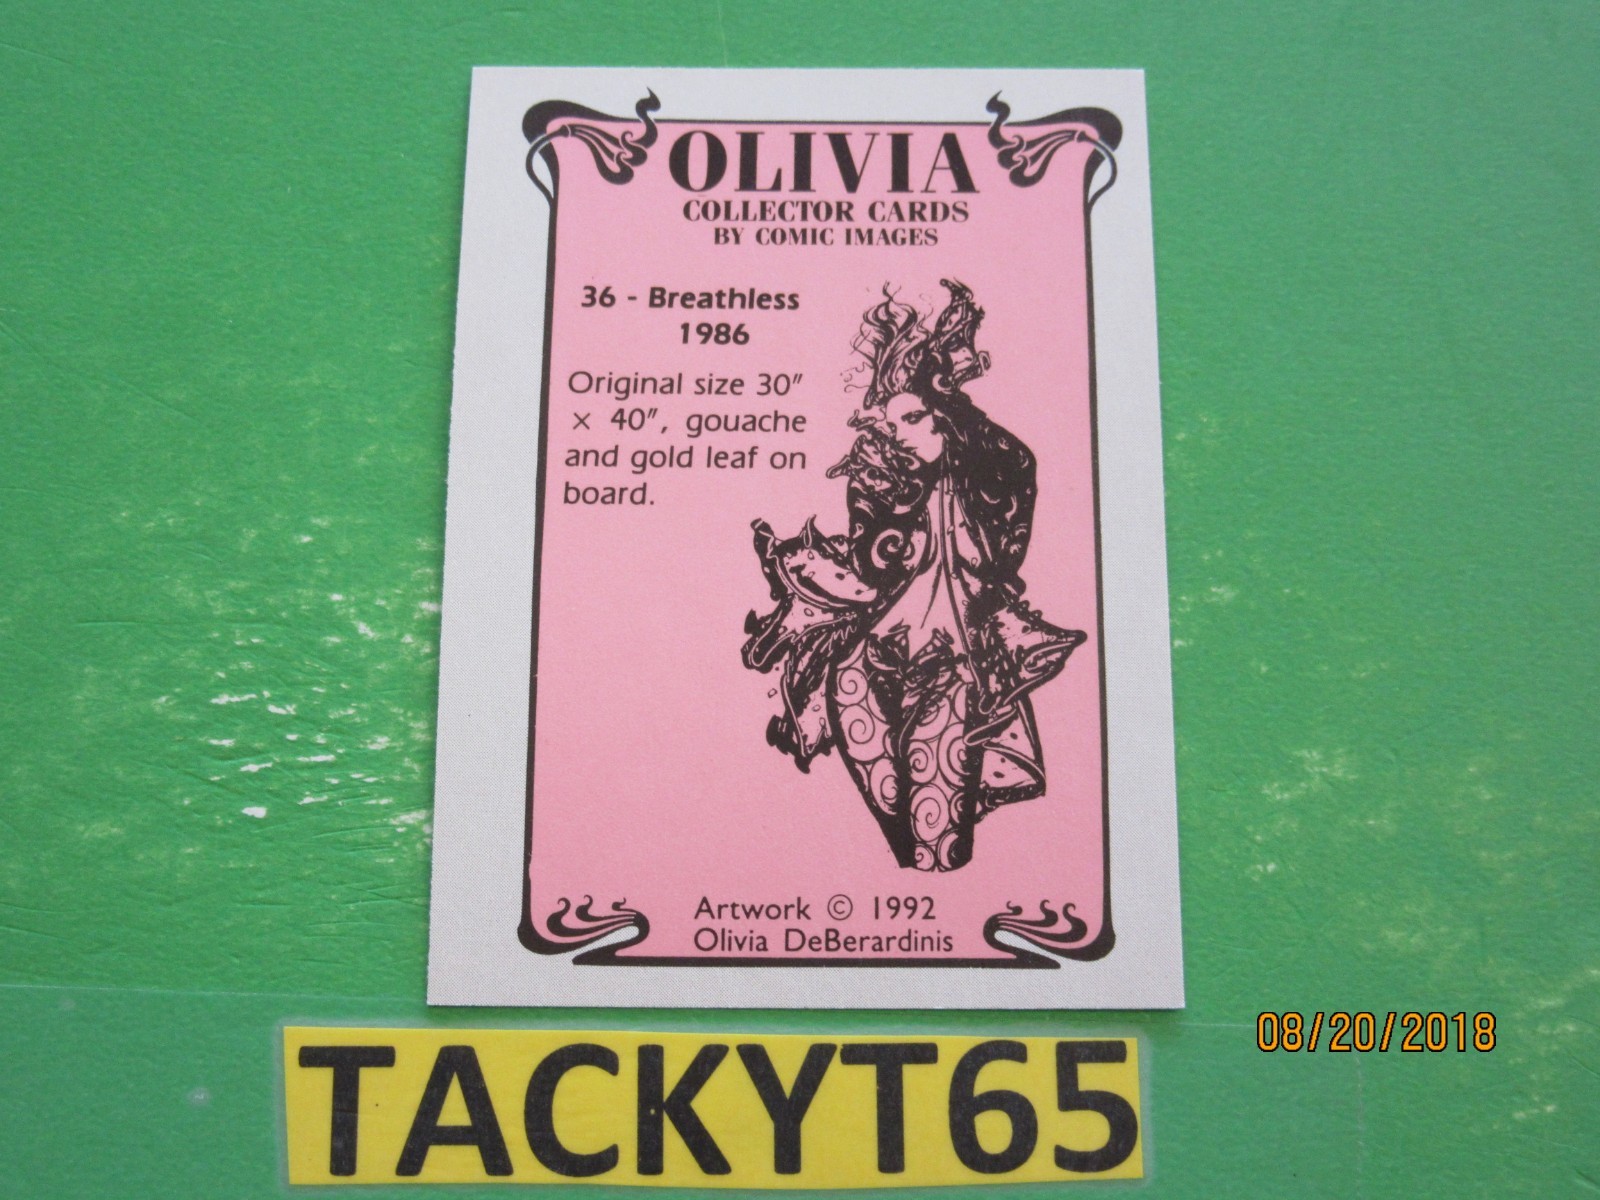 OLIVIA
COLLECTOR CARDS
BY COMIC IMAGES
36 - Breathless
1986
Original size 30"
× 40", gouache
and gold leaf on
board.
Artwork © 1992
Olivia DeBerardinis
08/20/2018
TACKYT65